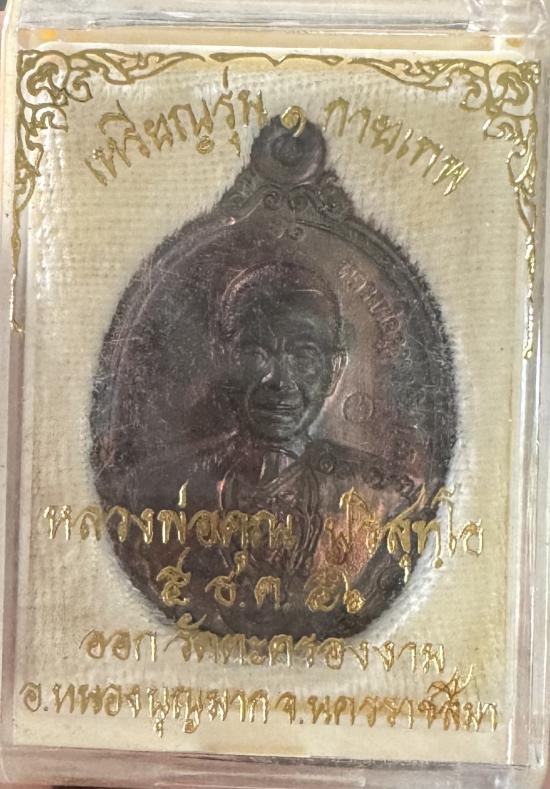 เหรียญรุ่น ๑ กายเทพ
หลวงพ่อคูณ ปริสุทฺโธ
๕ ธ.ค. ๕๖
ออก วัดตะครองงาม
อ.หนองบุญมาก จ.นครราชสีมา